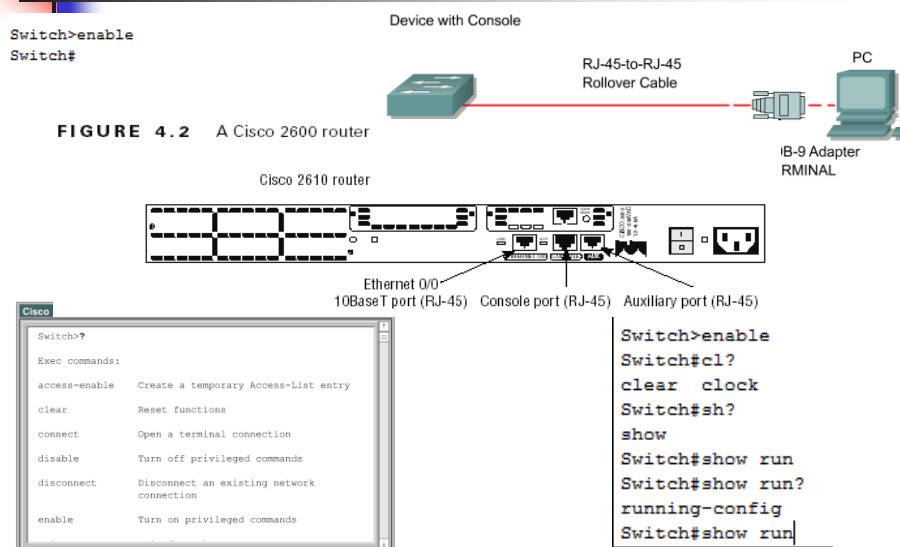 Device with Console
Switch>enable
Switch#
RJ-45-to-RJ-45
Rollover Cable
PC
FIGURE 4.2 A Cisco 2600 router
B-9 Adapter
RMINAL
Cisco 2610 router
Ethernet 0/0
10BaseT port (RJ-45) Console port (RJ-45) Auxiliary port (RJ-45)
Cisco
Switch>?
Exec commands:
access-enable Create a temporary Access-List entry
clear Reset functions
connect Open a terminal connection
disable Turn off privileged commands
disconnect Disconnect an existing network
connection
enable Turn on privileged commands
Switch>enable
Switch#cl?
clear clock
Switch#sh?
show
Switch#show run
Switch#show run?
running-config
Switch#show run